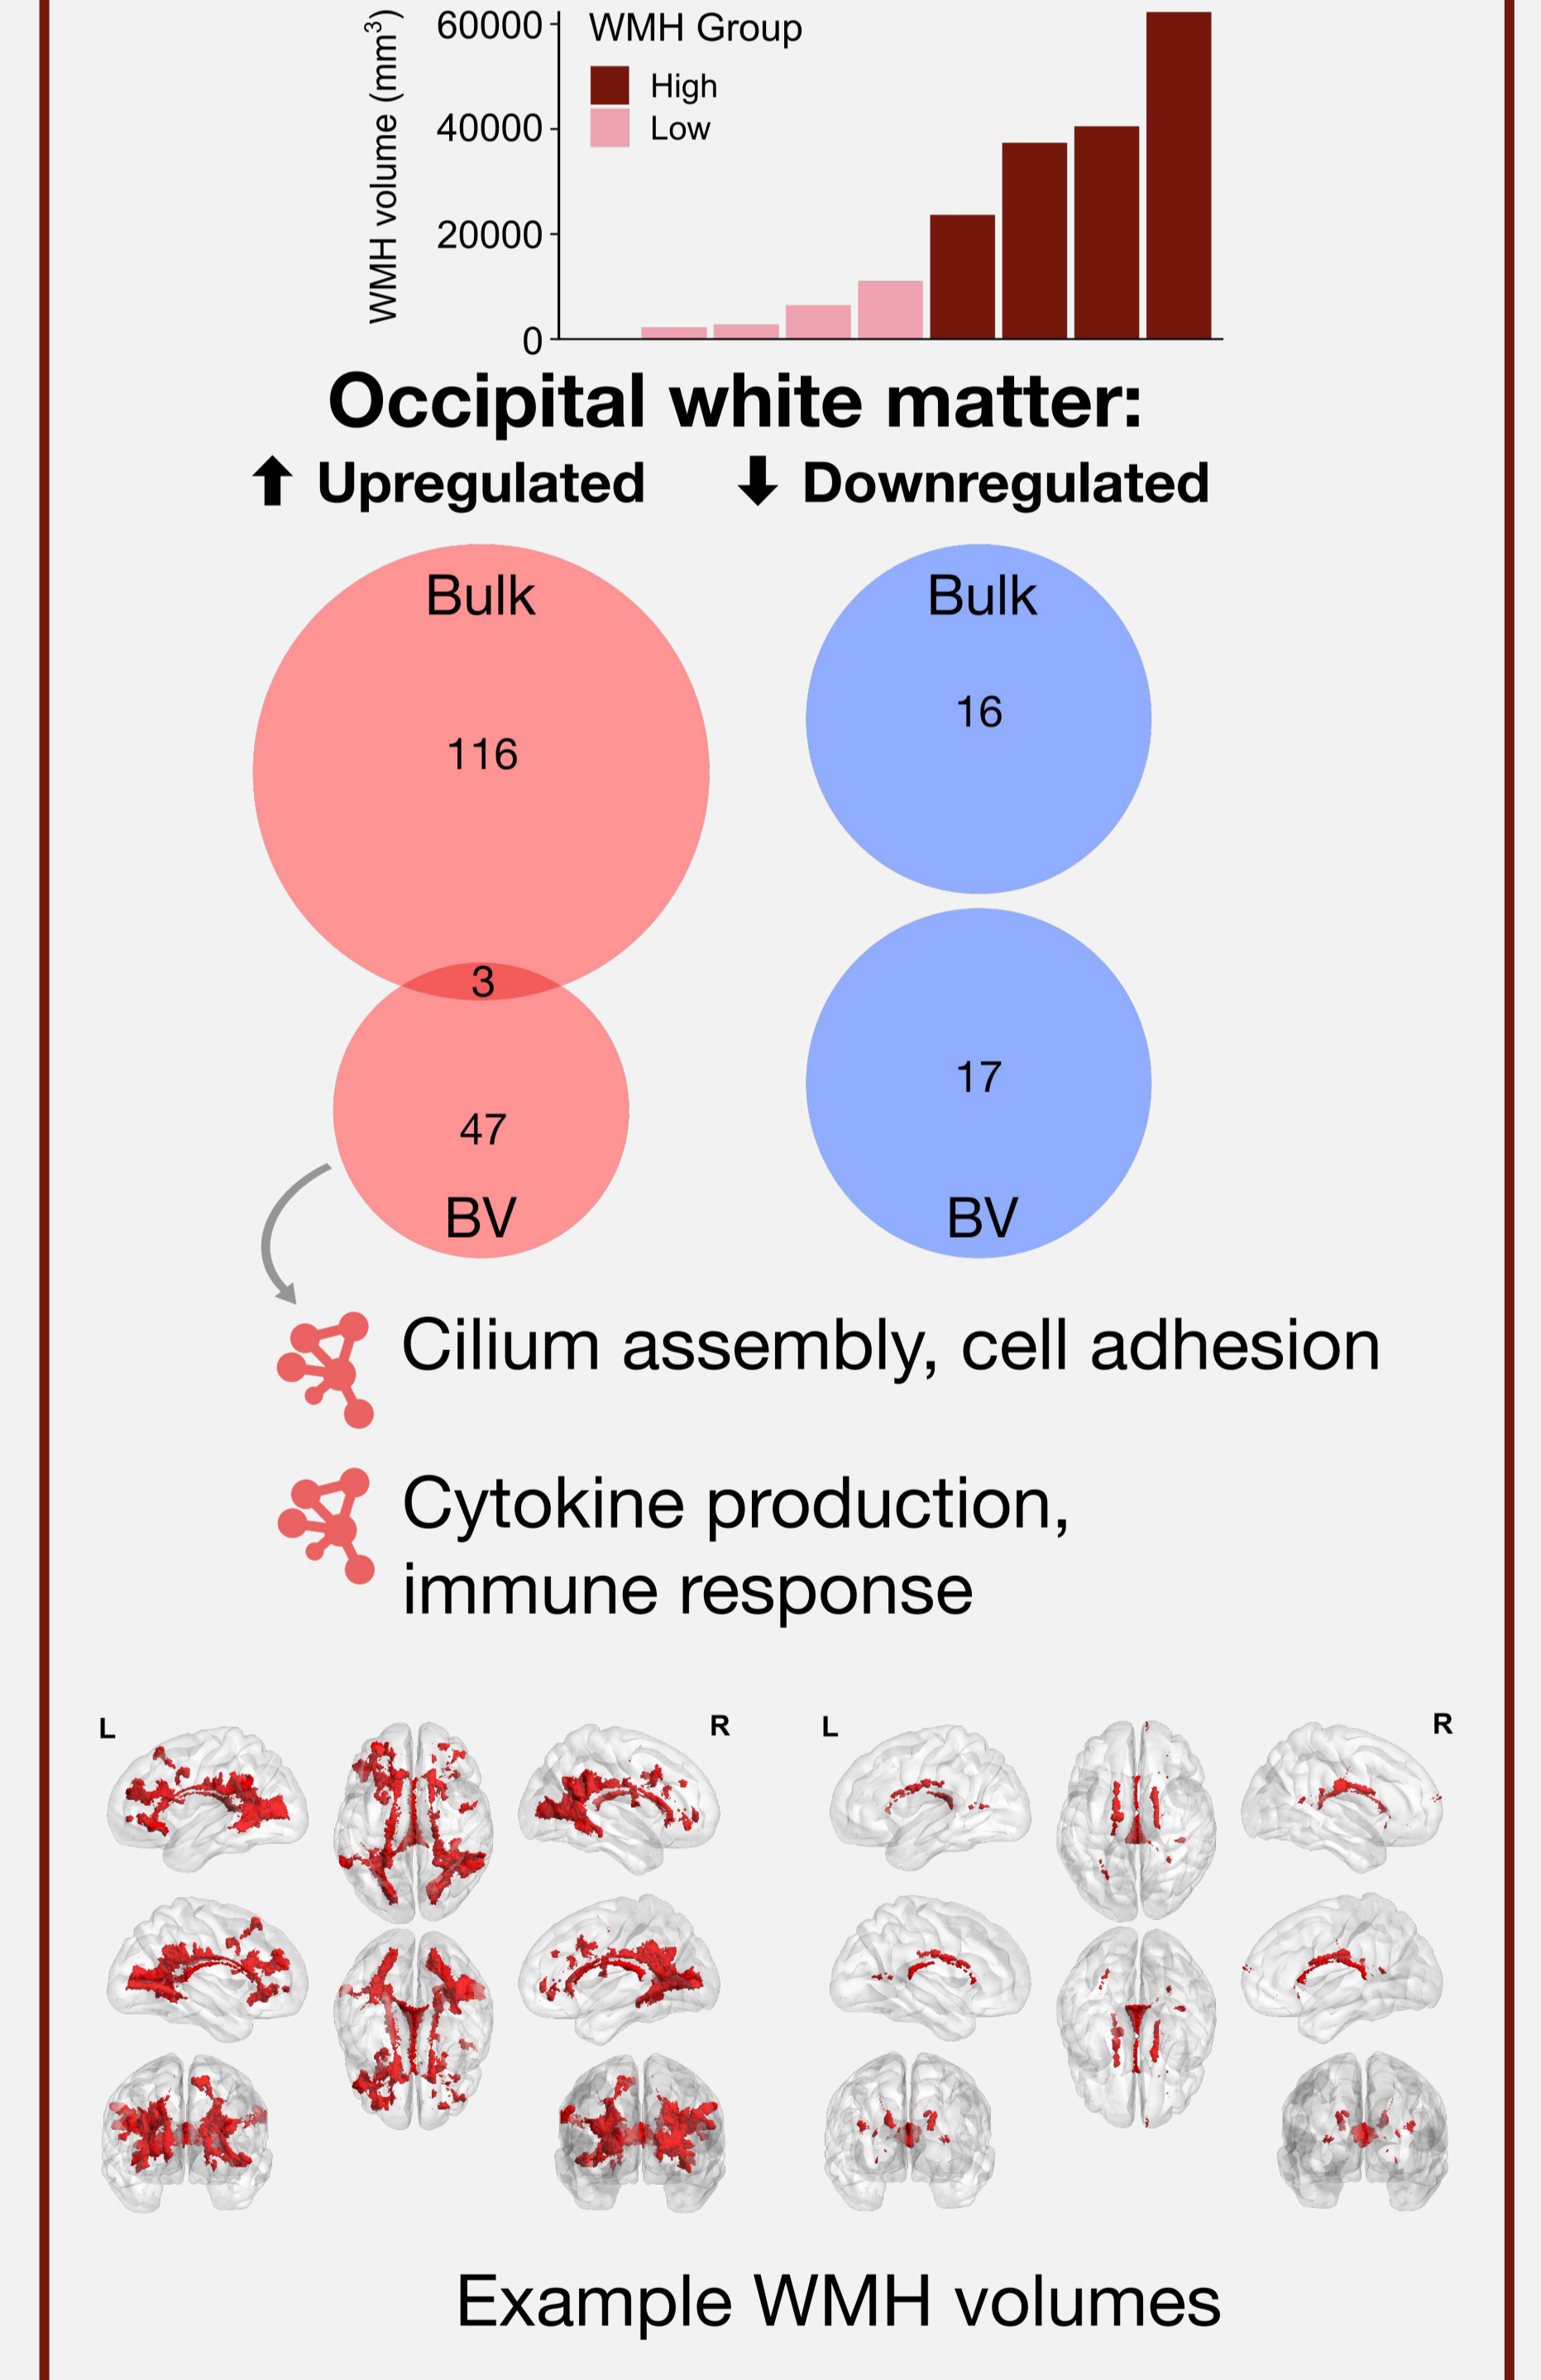 WMH volume (mm³)
60000
40000
20000
0
WMH Group
High
Low
Occipital white matter:
Upregulated
Downregulated
Bulk
116
3
47
BV
Bulk
16
17
BV
Cilium assembly, cell adhesion
Cytokine production,
immune response
L
R
L
R
Example WMH volumes